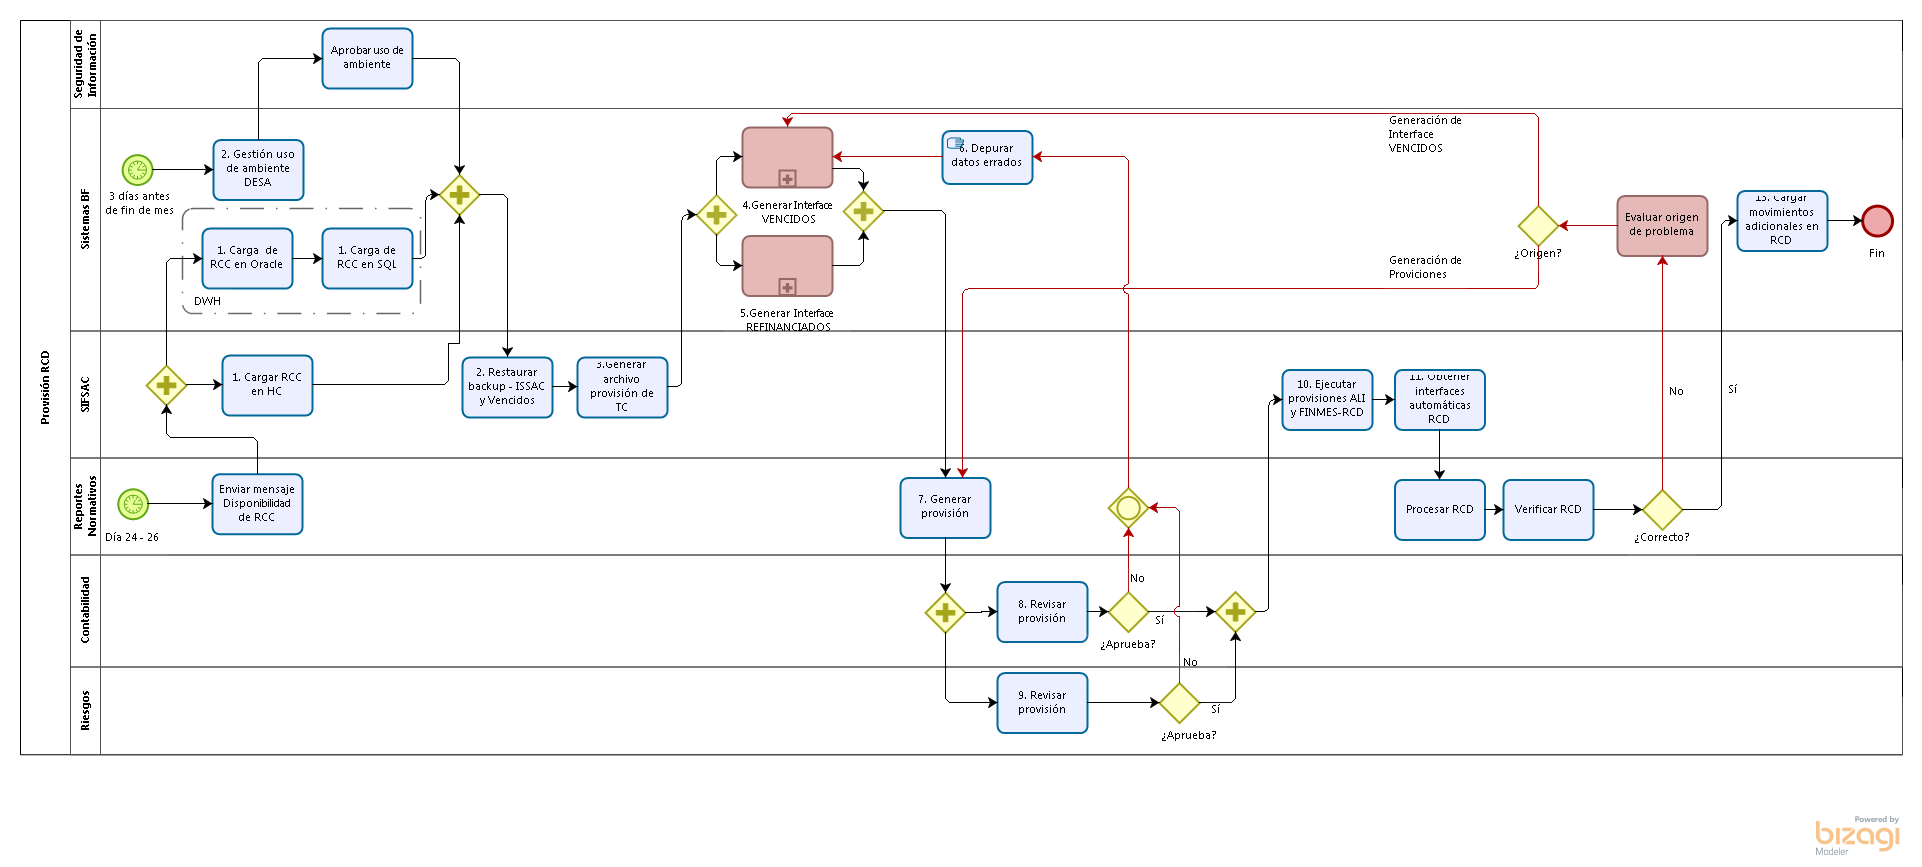 Provisión RCD
Seguridad de
Información
Aprobar uso de
ambiente
Sistemas BF
3 días antes
de fin de mes
2. Gestión uso
de ambiente
DESA
1. Carga de
RCC en Oracle
1. Carga de
RCC en SQL
DWH
4.Generar Interface
VENCIDOS
5.Generar Interface
REFINANCIADOS
6. Depurar
datos errados
Generación de
Interface
VENCIDOS
Generación de
Proviciones
¿Origen?
Evaluar origen
de problema
13. Cargar
movimientos
adicionales en
RCD
Fin
SIFSAC
1. Cargar RCC
en HC
2. Restaurar
backup - ISSAC
y Vencidos
3.Generar
archivo
provisión de
TC
10. Ejecutar
provisiones ALI
y FINMES-RCD
11. Obtener
interfaces
automáticas
RCD
No
Sí
Reportes
Normativos
Día 24 - 26
Enviar mensaje
Disponibilidad
de RCC
7. Generar
provisión
Procesar RCD
Verificar RCD
¿Correcto?
Contabilidad
8. Revisar
provisión
No
Sí
¿Aprueba?
Riesgos
9. Revisar
provisión
No
Sí
¿Aprueba?
Powered by
bizagi
Modeler